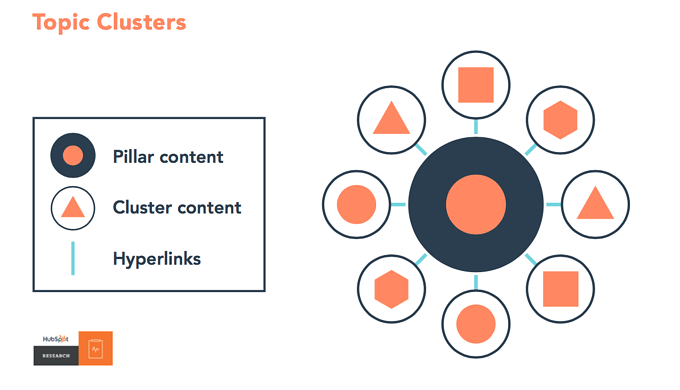 Topic Clusters
Pillar content
Cluster content
Hyperlinks
HubSpot
RESEARCH